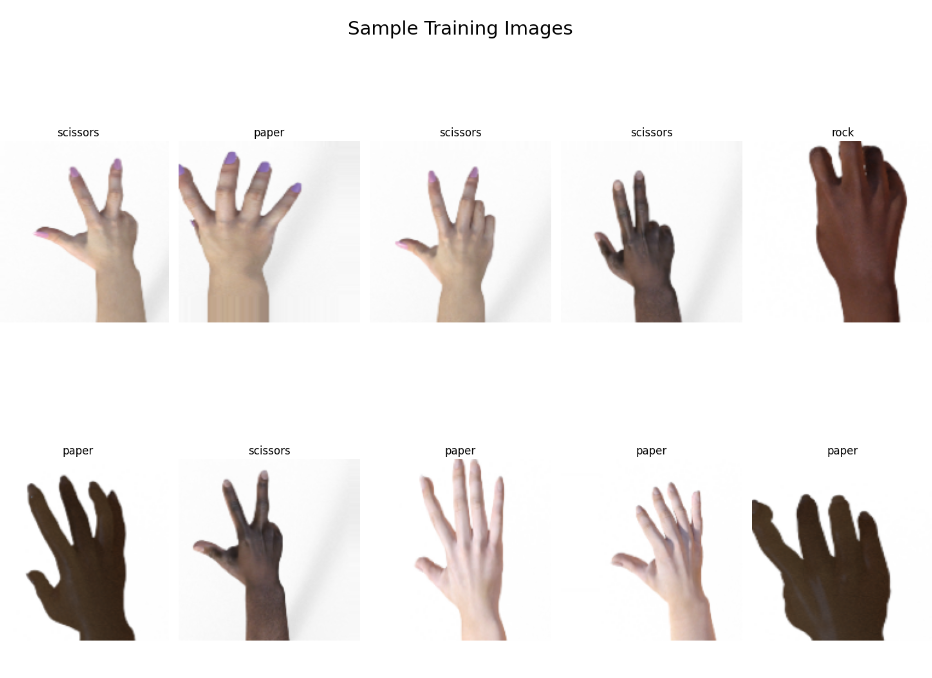 Sample Training Images
scissors
paper
scissors
scissors
rock
paper
scissors
paper
paper
paper